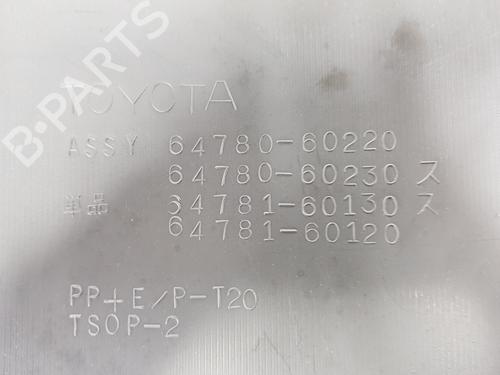 TOYOTA
ASSY 64780-60220
64780-60230 ス
単品 64781-60130 ス
64781-60120
PP+E/P-T20
TSOP-2
B-PARTS